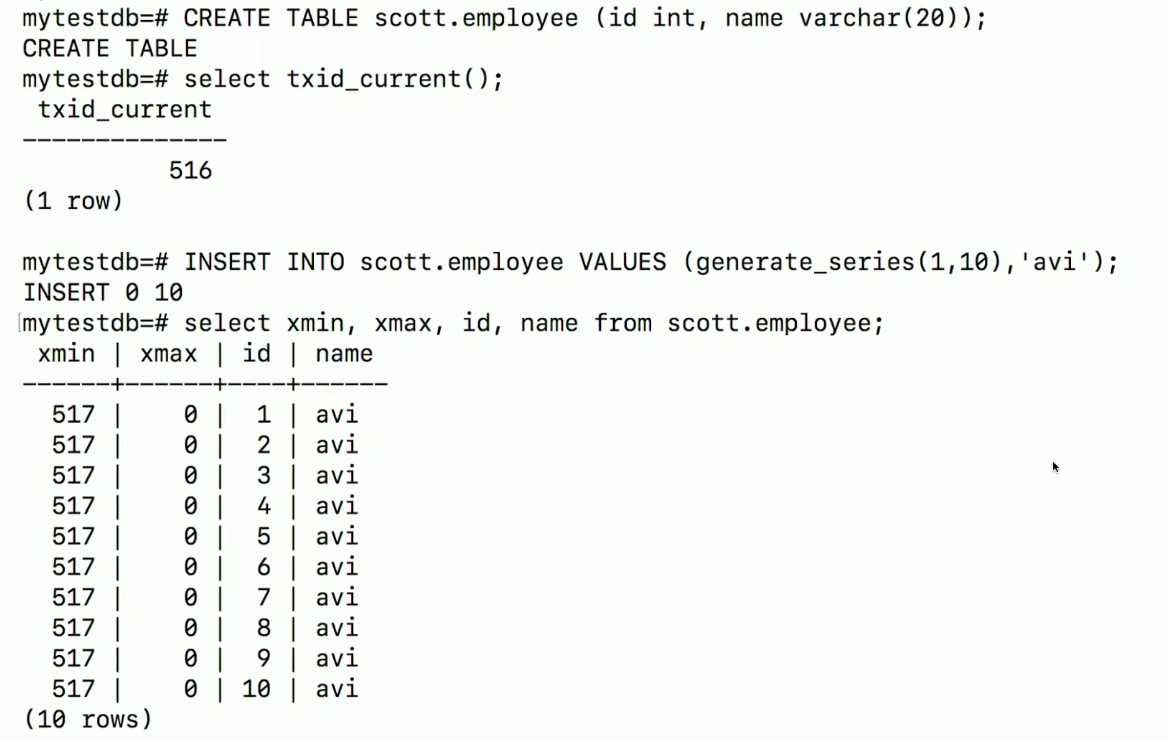 mytestdb=# CREATE TABLE scott.employee (id int, name varchar(20));
CREATE TABLE
mytestdb=# select txid_current();
 txid_current
--------------
          516
(1 row)

mytestdb=# INSERT INTO scott.employee VALUES (generate_series(1,10),'avi');
INSERT 0 10
[mytestdb=# select xmin, xmax, id, name from scott.employee;
 xmin | xmax | id | name
------+------+----+------
  517 |    0 |  1 | avi
  517 |    0 |  2 | avi
  517 |    0 |  3 | avi
  517 |    0 |  4 | avi
  517 |    0 |  5 | avi
  517 |    0 |  6 | avi
  517 |    0 |  7 | avi
  517 |    0 |  8 | avi
  517 |    0 |  9 | avi
  517 |    0 | 10 | avi
(10 rows)